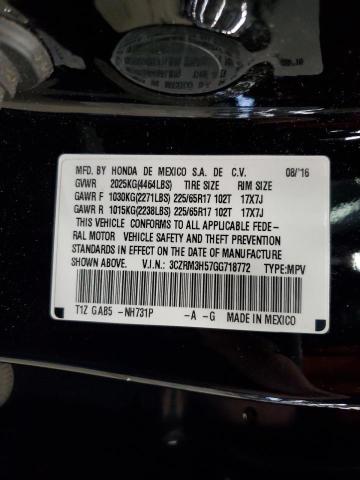 MFD. BY HONDA DE MEXICO S.A. DE C.V. 08/'16
GVWR 2025KG(4464LBS) TIRE SIZE RIM SIZE
GAWR F 1030KG(2271LBS) 225/65R17 102T 17X7J
GAWR R 1015KG(2238LBS) 225/65R17 102T 17X7J
THIS VEHICLE CONFORMS TO ALL APPLICABLE FEDE-
RAL MOTOR VEHICLE SAFETY AND THEFT PREVENTION
STANDARDS IN EFFECT ON THE DATE OF MANUFACTURE
SHOWN ABOVE. V.I.N.: 3CZRM3H57GG718772 TYPE:MPV
T1Z GAB5 -NH731P -A -G MADE IN MEXICO